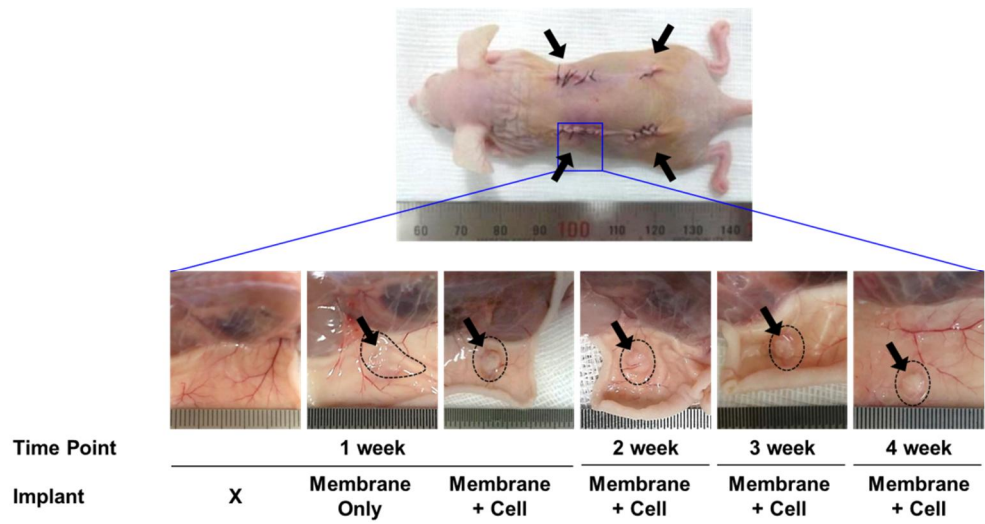 60 70 80 90 100 110 120 130 140
Time Point 1 week 2 week 3 week 4 week
Implant X Membrane Only Membrane + Cell Membrane + Cell Membrane + Cell Membrane + Cell